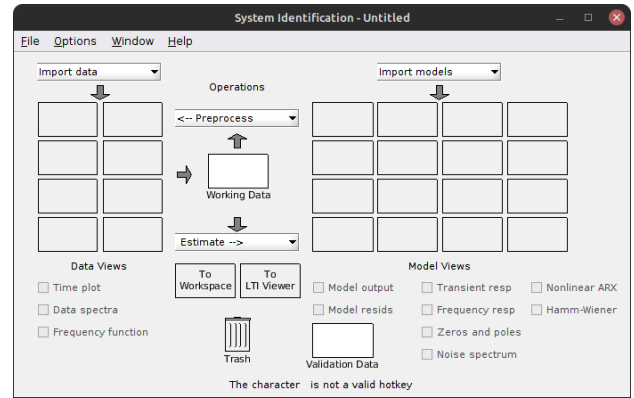 System Identification - Untitled
File Options Window Help
Import data
Import models
Operations
<-- Preprocess
Working Data
Estimate -->
Data Views
Time plot
Data spectra
Frequency function
To Workspace
To LTI Viewer
Trash
Model Views
Model output
Transient resp
Nonlinear ARX
Model resids
Frequency resp
Hamm-Wiener
Zeros and poles
Noise spectrum
Validation Data
The character is not a valid hotkey